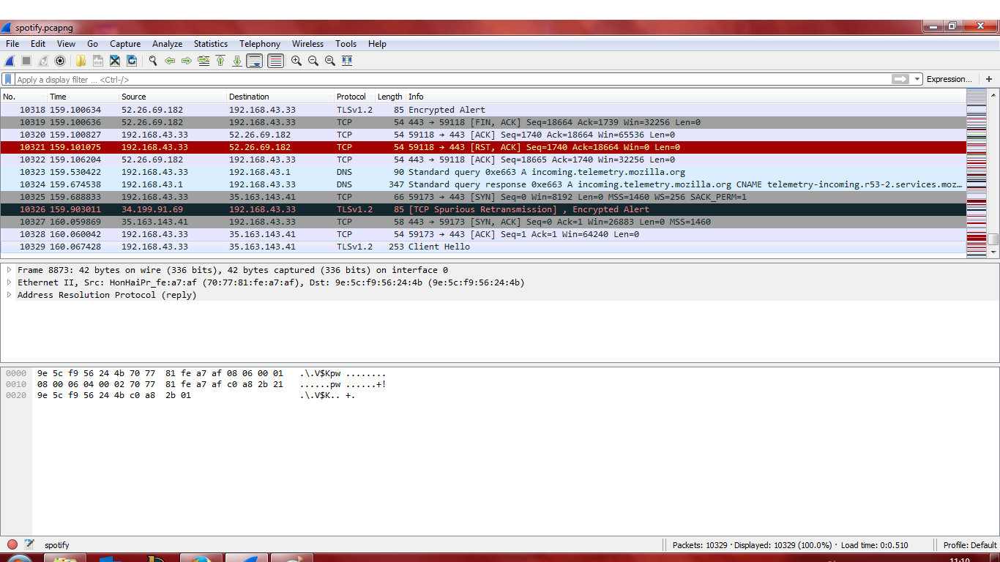 spotify.pcapng
File Edit View Go Capture Analyze Statistics Telephony Wireless Tools Help
Apply a display filter ... <Ctrl-/> Expression... +
No. Time Source Destination Protocol Length Info
10318 159.100634 52.26.69.182 192.168.43.33 TLSv1.2 85 Encrypted Alert
10319 159.100636 52.26.69.182 192.168.43.33 TCP 54 443 → 59118 [FIN, ACK] Seq=18664 Ack=1739 Win=32256 Len=0
10320 159.100827 192.168.43.33 52.26.69.182 TCP 54 59118 → 443 [ACK] Seq=1740 Ack=18664 Win=65536 Len=0
10321 159.101075 192.168.43.33 52.26.69.182 TCP 54 59118 → 443 [RST, ACK] Seq=1740 Ack=18664 Win=0 Len=0
10322 159.106204 52.26.69.182 192.168.43.33 TCP 54 443 → 59118 [ACK] Seq=18665 Ack=1740 Win=32256 Len=0
10323 159.530422 192.168.43.33 192.168.43.1 DNS 90 Standard query 0xe663 A incoming.telemetry.mozilla.org
10324 159.674538 192.168.43.1 192.168.43.33 DNS 347 Standard query response 0xe663 A incoming.telemetry.mozilla.org CNAME telemetry-incoming.r53-2.services.moz...
10325 159.688833 192.168.43.33 35.163.143.41 TCP 66 59173 → 443 [SYN] Seq=0 Win=8192 Len=0 MSS=1460 WS=256 SACK_PERM=1
10326 159.903011 34.199.91.69 192.168.43.33 TLSv1.2 85 [TCP Spurious Retransmission] , Encrypted Alert
10327 160.059869 35.163.143.41 192.168.43.33 TCP 58 443 → 59173 [SYN, ACK] Seq=0 Ack=1 Win=26883 Len=0 MSS=1460
10328 160.060042 192.168.43.33 35.163.143.41 TCP 54 59173 → 443 [ACK] Seq=1 Ack=1 Win=64240 Len=0
10329 160.067428 192.168.43.33 35.163.143.41 TLSv1.2 253 Client Hello
Frame 8873: 42 bytes on wire (336 bits), 42 bytes captured (336 bits) on interface 0
Ethernet II, Src: HonHaiPr_fe:a7:af (70:77:81:fe:a7:af), Dst: 9e:5c:f9:56:24:4b (9e:5c:f9:56:24:4b)
Address Resolution Protocol (reply)
0000 9e 5c f9 56 24 4b 70 77 81 fe a7 af 08 06 00 01 .\.V$Kpw ........
0010 08 00 06 04 00 02 70 77 81 fe a7 af c0 a8 2b 21 ......pw ......+!
0020 9e 5c f9 56 24 4b c0 a8 2b 01 .\.V$K.. +.
spotify Packets: 10329 · Displayed: 10329 (100.0%) · Load time: 0:0.510 Profile: Default
11:10